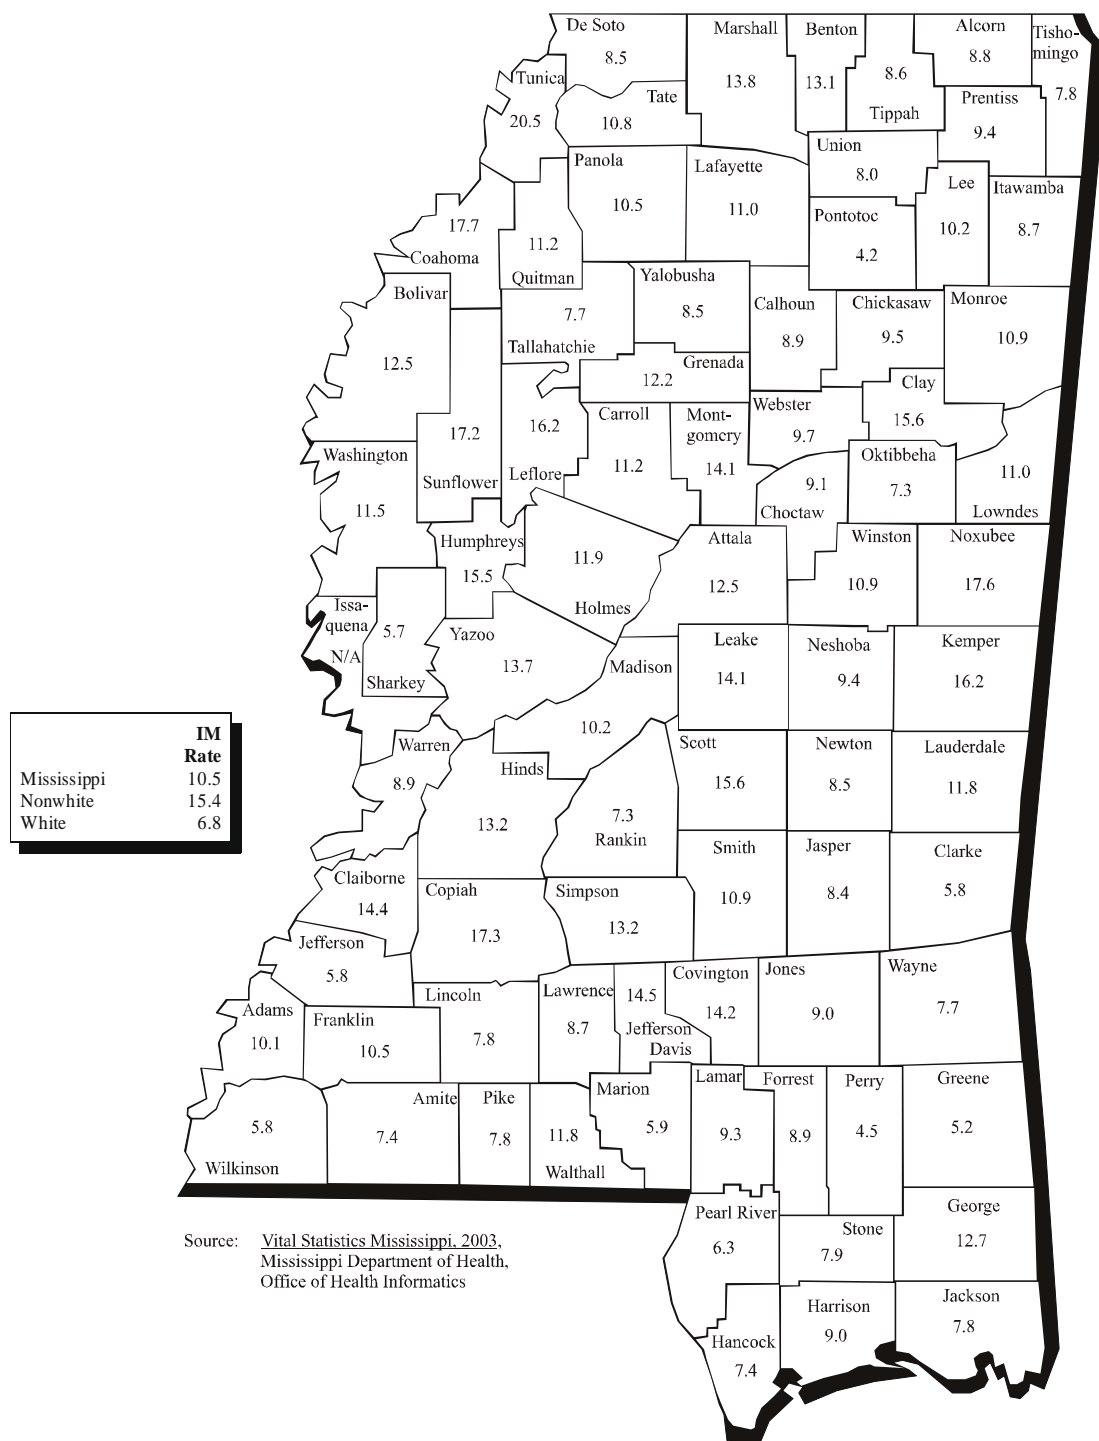 De Soto
8.5
Marshall
13.8
Benton
13.1
8.6
Tippah
Alcorn
8.8
Tisho-
mingo
7.8
Tunica
20.5
Tate
10.8
Prentiss
9.4
Panola
10.5
Lafayette
11.0
Union
8.0
Lee
10.2
Itawamba
8.7
Pontotoc
4.2
17.7
Coahoma
11.2
Quitman
Bolivar
12.5
7.7
Tallahatchie
Yalobusha
8.5
Calhoun
8.9
Chickasaw
9.5
Monroe
10.9
Grenada
12.2
Clay
15.6
17.2
Sunflower
16.2
Leflore
Carroll
11.2
Mont-
gomery
14.1
Webster
9.7
9.1
Choctaw
Oktibbeha
7.3
11.0
Lowndes
Washington
11.5
Humphreys
15.5
11.9
Holmes
Attala
12.5
Winston
10.9
Noxubee
17.6
Issa-
quena
N/A
5.7
Sharkey
Yazoo
13.7
Madison
10.2
Leake
14.1
Neshoba
9.4
Kemper
16.2
IM
Rate
Mississippi 10.5
Nonwhite 15.4
White 6.8
Warren
8.9
Hinds
13.2
7.3
Rankin
Scott
15.6
Newton
8.5
Lauderdale
11.8
Smith
10.9
Jasper
8.4
Clarke
5.8
Claiborne
14.4
Copiah
17.3
Simpson
13.2
Jefferson
5.8
Adams
10.1
Franklin
10.5
Lincoln
7.8
Lawrence
8.7
14.5
Jefferson
Davis
Covington
14.2
Jones
9.0
Wayne
7.7
5.8
Wilkinson
Amite
7.4
Pike
7.8
11.8
Walthall
Marion
5.9
Lamar
9.3
Forrest
8.9
Perry
4.5
Greene
5.2
Pearl River
6.3
Stone
7.9
George
12.7
Source: Vital Statistics Mississippi, 2003,
Mississippi Department of Health,
Office of Health Informatics
Hancock
7.4
Harrison
9.0
Jackson
7.8